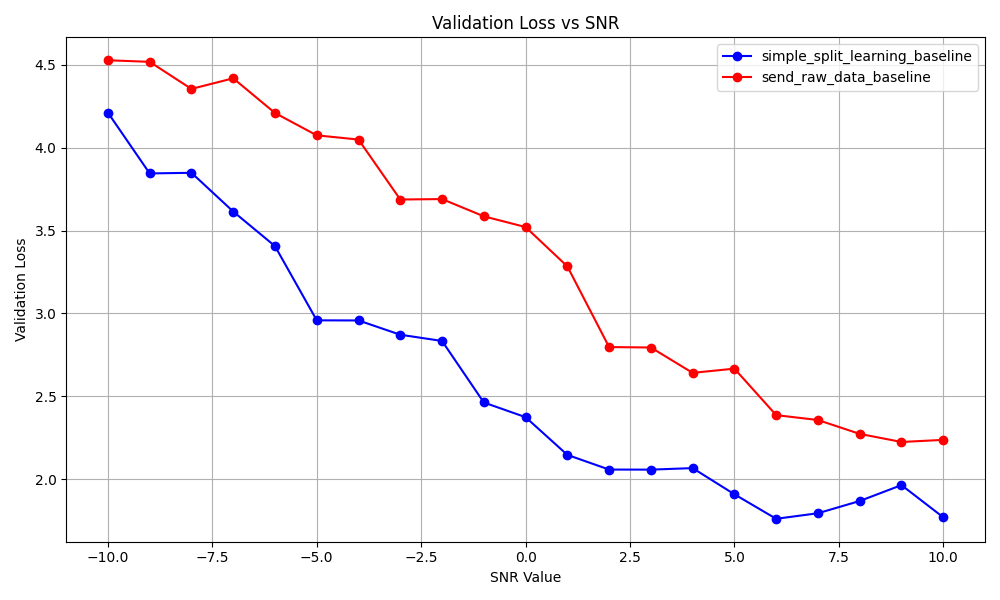 Validation Loss vs SNR
simple_split_learning_baseline
send_raw_data_baseline
Validation Loss
4.5
4.0
3.5
3.0
2.5
2.0
−10.0 −7.5 −5.0 −2.5 0.0 2.5 5.0 7.5 10.0
SNR Value